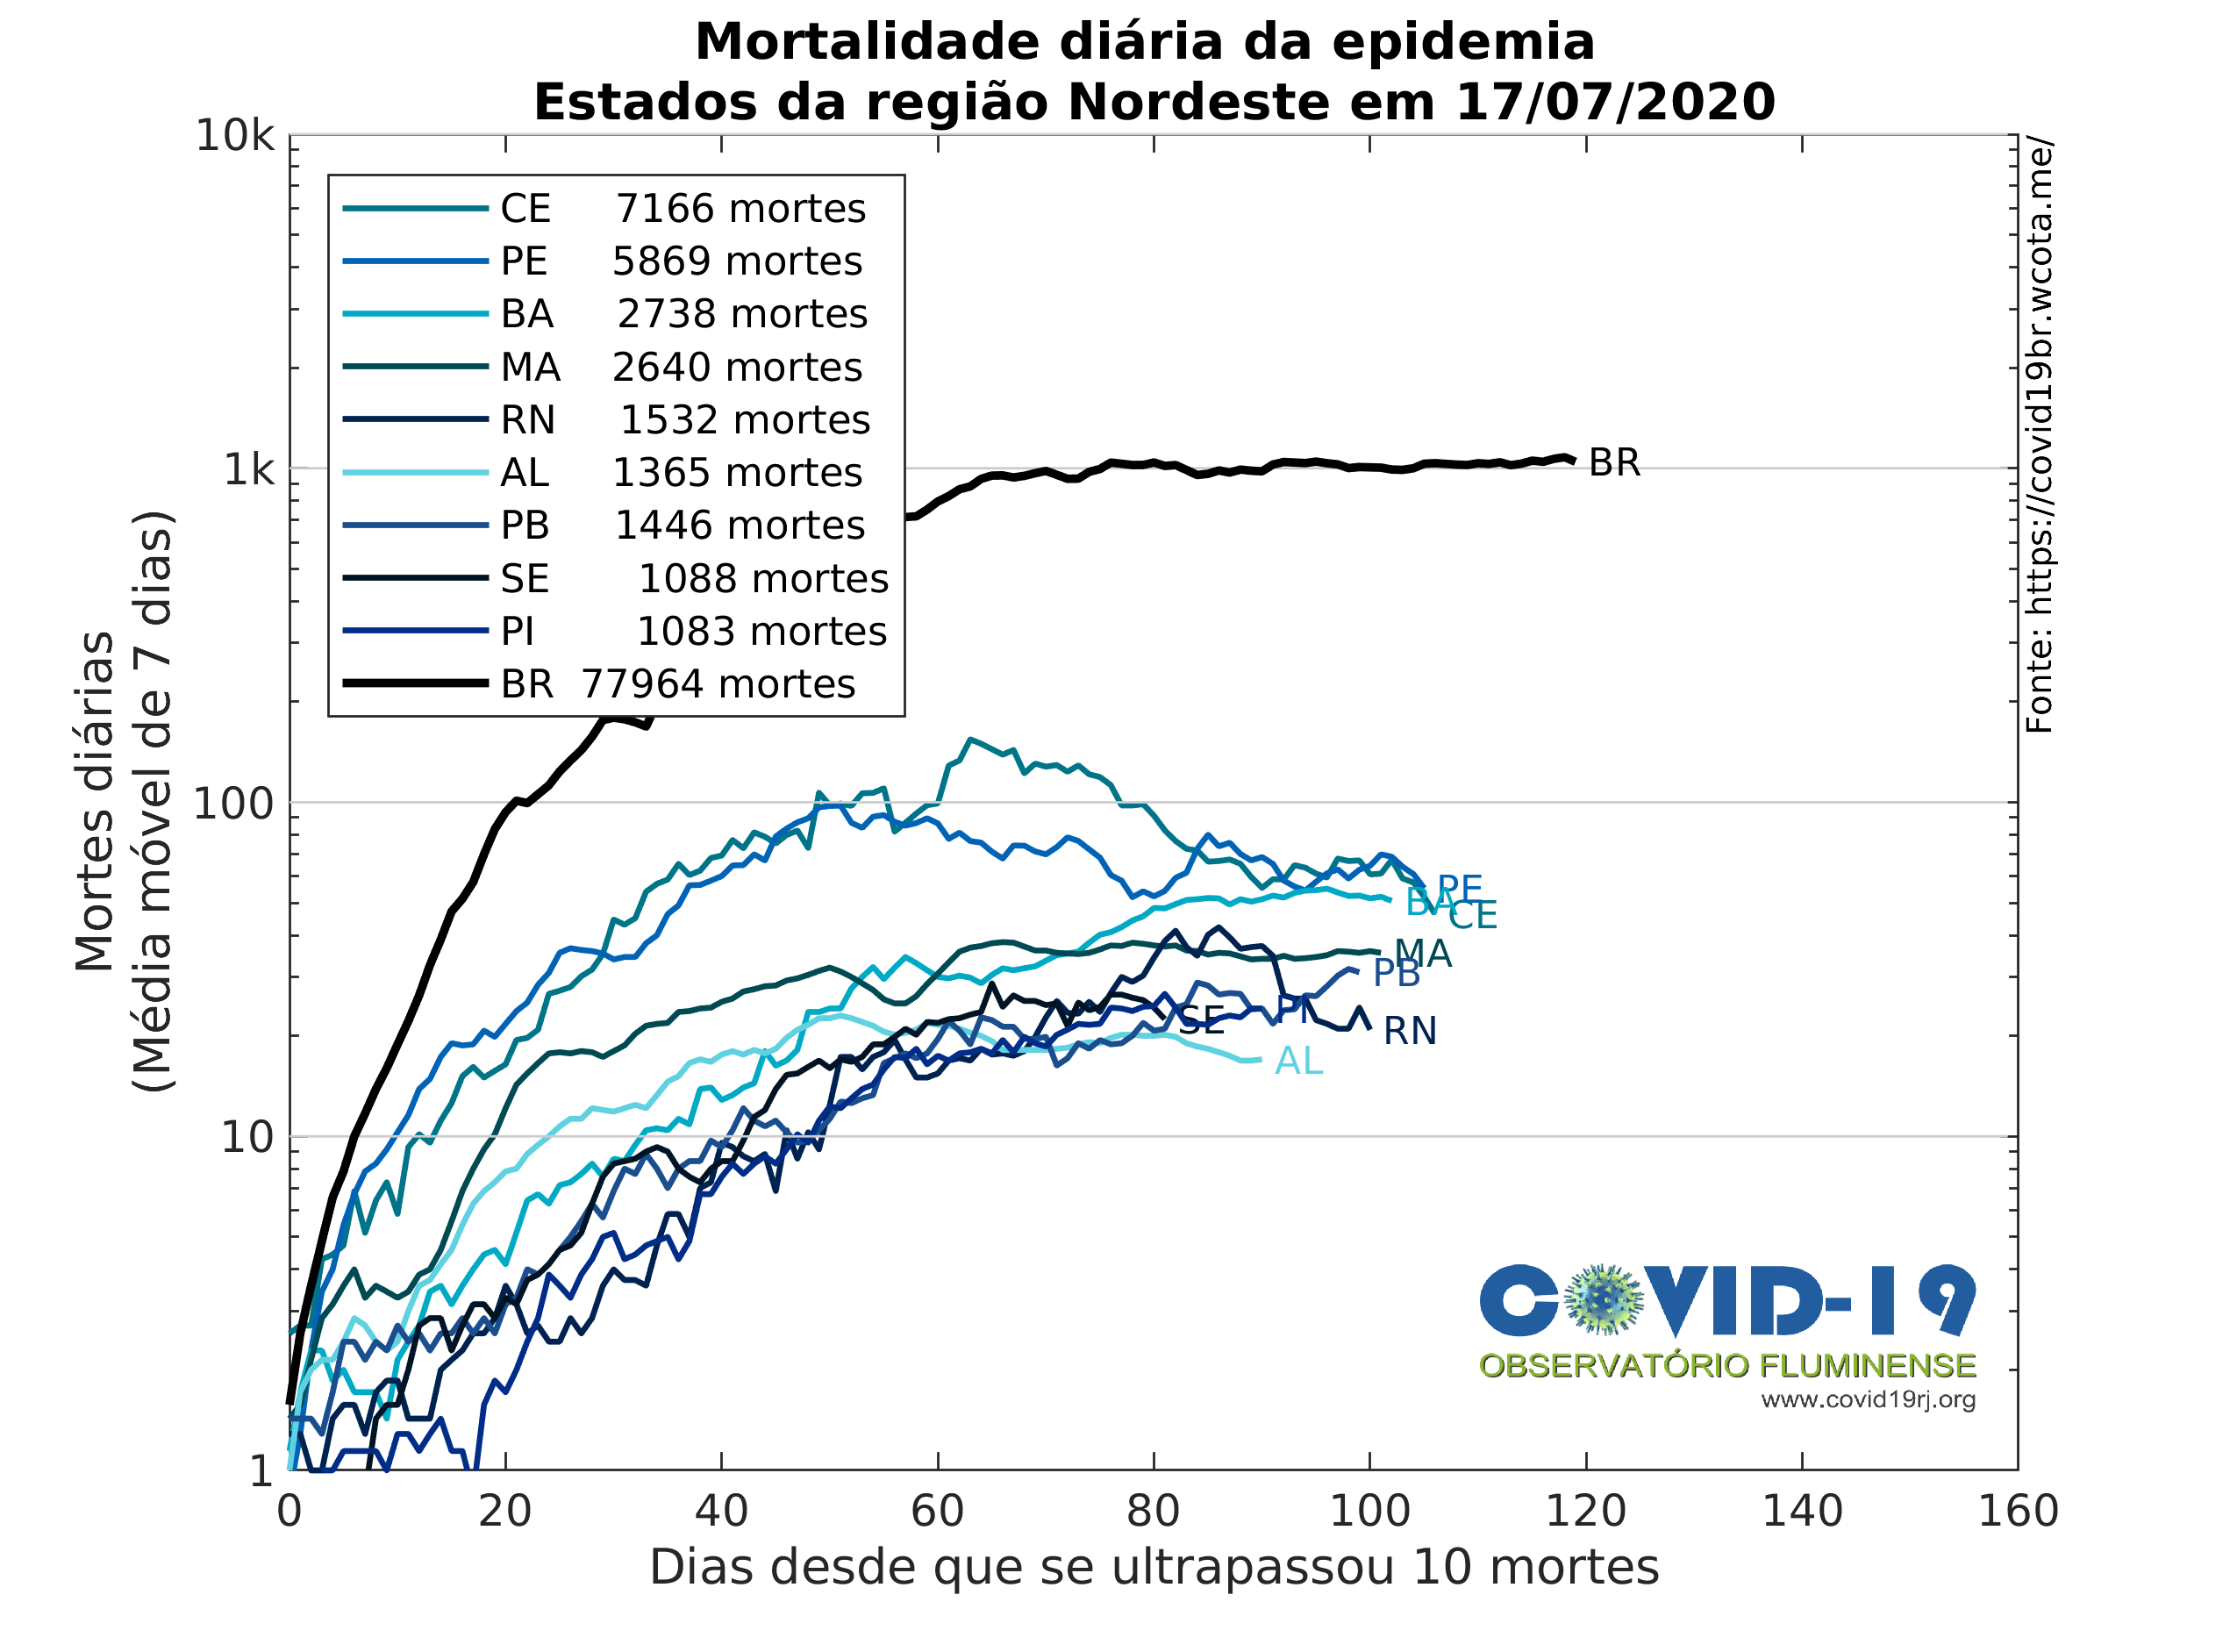 Mortalidade diária da epidemia
Estados da região Nordeste em 17/07/2020
10k
1k
100
10
1
Mortes diárias
(Média móvel de 7 dias)
CE 7166 mortes
PE 5869 mortes
BA 2738 mortes
MA 2640 mortes
RN 1532 mortes
AL 1365 mortes
PB 1446 mortes
SE 1088 mortes
PI 1083 mortes
BR 77964 mortes
BR
PE
BA
CE
MA
PB
PI
SE
RN
AL
Fonte: https://covid19br.wcota.me/
COVID-19
OBSERVATÓRIO FLUMINENSE
www.covid19rj.org
0 20 40 60 80 100 120 140 160
Dias desde que se ultrapassou 10 mortes